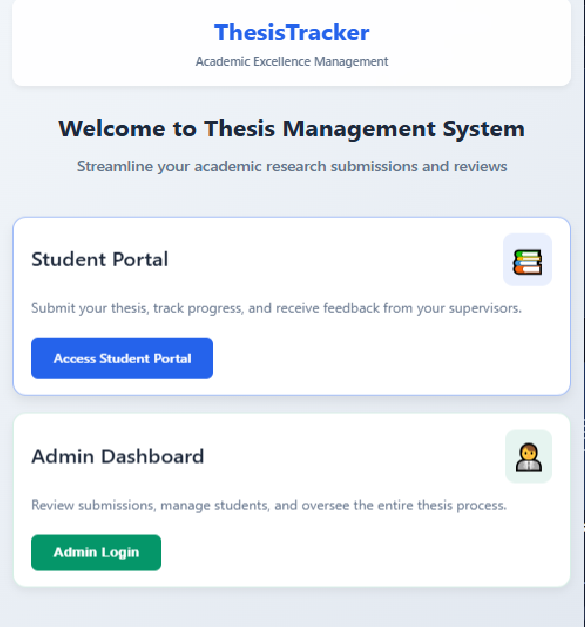 ThesisTracker
Academic Excellence Management
Welcome to Thesis Management System
Streamline your academic research submissions and reviews
Student Portal
Submit your thesis, track progress, and receive feedback from your supervisors.
Access Student Portal
Admin Dashboard
Review submissions, manage students, and oversee the entire thesis process.
Admin Login